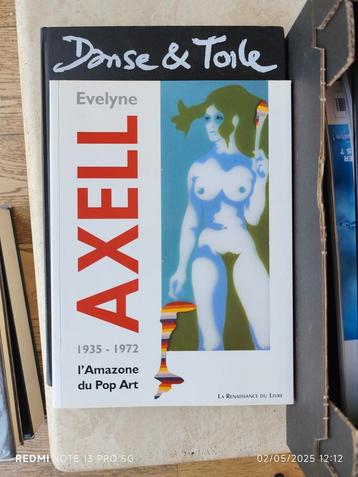 Danse & Toile
Evelyne
AXELL
1935 - 1972
l'Amazone
du Pop Art
LA RENAISSANCE DU LIVRE
REDMI NOTE 13 PRO 5G
02/05/2025 12:12